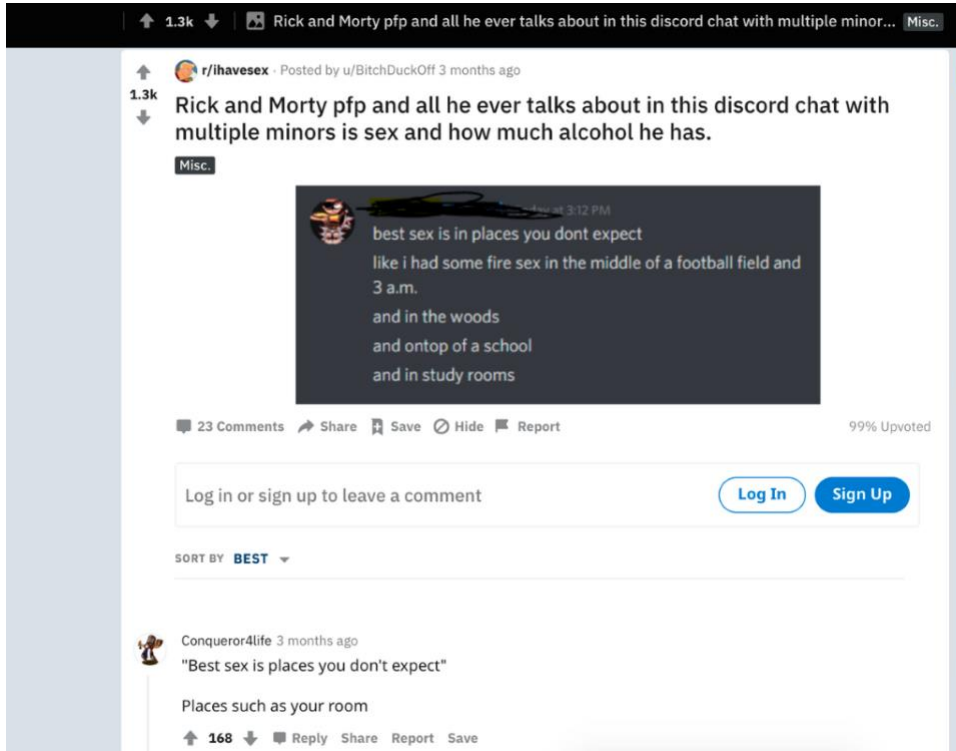 1.3k Rick and Morty pfp and all he ever talks about in this discord chat with multiple minor... Misc.
r/ihavesex · Posted by u/BitchDuckOff 3 months ago
1.3k
Rick and Morty pfp and all he ever talks about in this discord chat with
multiple minors is sex and how much alcohol he has.
Misc.
at 3:12 PM
best sex is in places you dont expect
like i had some fire sex in the middle of a football field and
3 a.m.
and in the woods
and ontop of a school
and in study rooms
23 Comments Share Save Hide Report 99% Upvoted
Log in or sign up to leave a comment Log In Sign Up
SORT BY BEST
Conqueror4life 3 months ago
"Best sex is places you don't expect"
Places such as your room
168 Reply Share Report Save